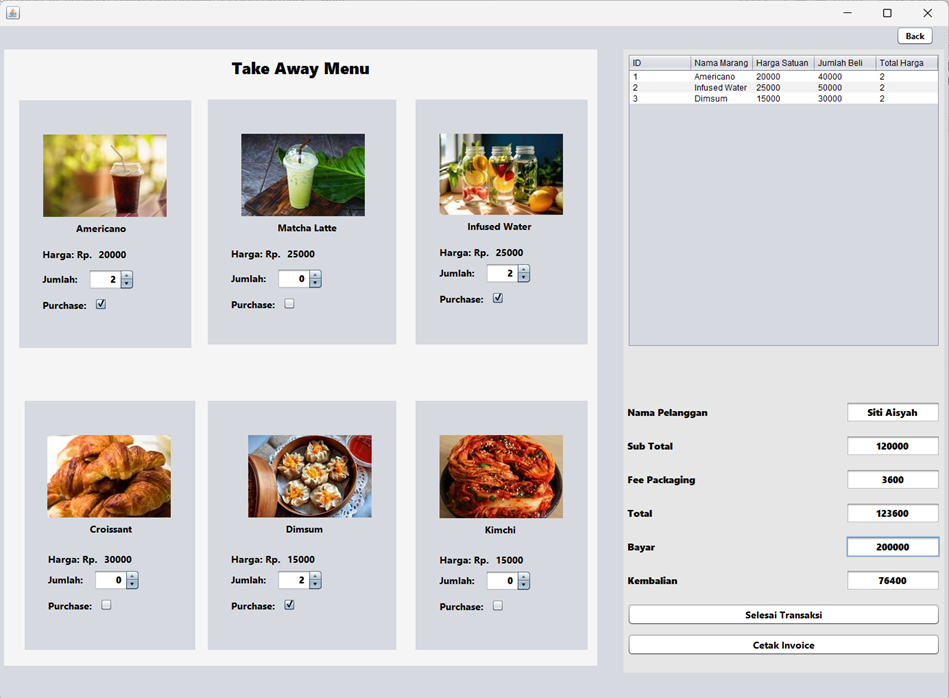 Back
Take Away Menu
Americano
Harga: Rp. 20000
Jumlah: 2
Purchase:
Matcha Latte
Harga: Rp. 25000
Jumlah: 0
Purchase:
Infused Water
Harga: Rp. 25000
Jumlah: 2
Purchase:
Croissant
Harga: Rp. 30000
Jumlah: 0
Purchase:
Dimsum
Harga: Rp. 15000
Jumlah: 2
Purchase:
Kimchi
Harga: Rp. 15000
Jumlah: 0
Purchase:
ID Nama Marang Harga Satuan Jumlah Beli Total Harga
1 Americano 20000 40000 2
2 Infused Water 25000 50000 2
3 Dimsum 15000 30000 2
Nama Pelanggan Siti Aisyah
Sub Total 120000
Fee Packaging 3600
Total 123600
Bayar 200000
Kembalian 76400
Selesai Transaksi
Cetak Invoice